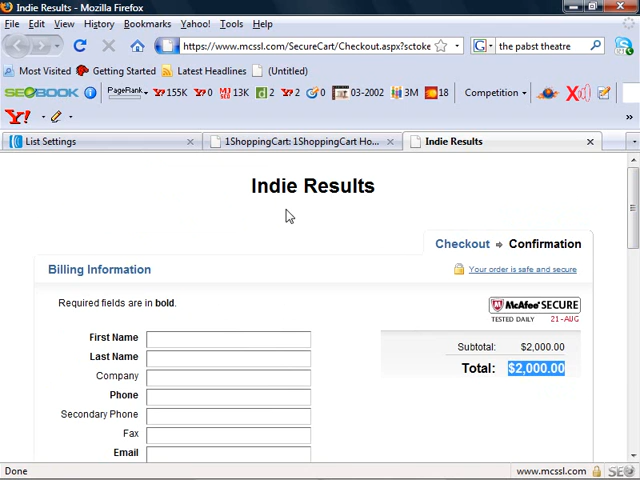 Indie Results - Mozilla Firefox
File Edit View History Bookmarks Yahoo! Tools Help
https://www.mcssl.com/SecureCart/Checkout.aspx?sctoke
the pabst theatre
Most Visited Getting Started Latest Headlines (Untitled)
SEOBOOK PageRank Y! 155K Y! 0 MJ SEO 13K d 2 Y! 2 0 03-2002 3M 18 Competition
Y!
List Settings 1ShoppingCart: 1ShoppingCart Ho... Indie Results
Indie Results
Checkout Confirmation
Billing Information Your order is safe and secure
Required fields are in bold.
McAfee SECURE
TESTED DAILY 21-AUG
First Name
Subtotal: $2,000.00
Last Name
Total: $2,000.00
Company
Phone
Secondary Phone
Fax
Email
Done www.mcssl.com SEO